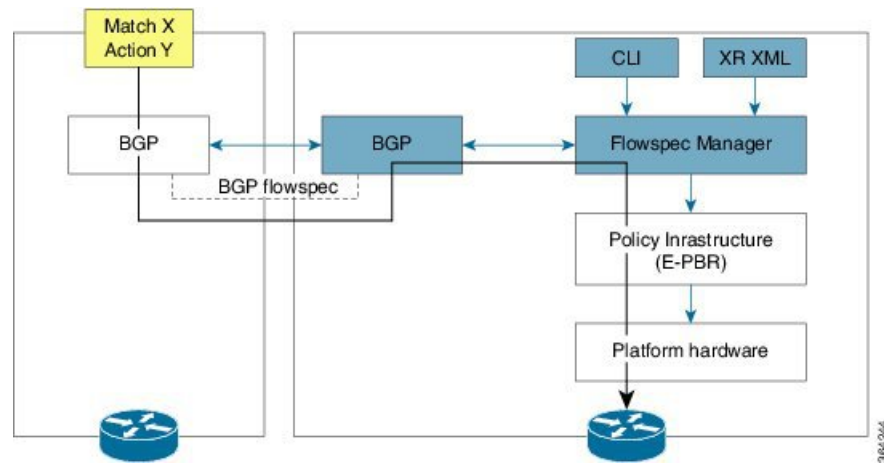 Match X
Action Y
CLI
XR XML
BGP
BGP
Flowspec Manager
BGP flowspec
Policy Inrastructure
(E-PBR)
Platform hardware